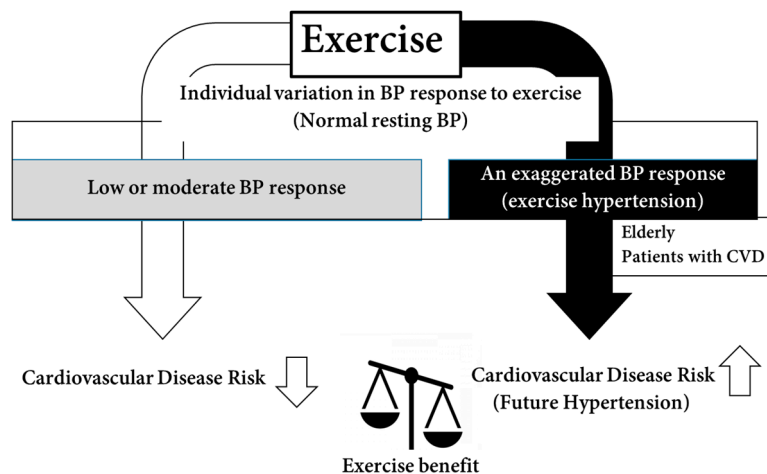 Exercise
Individual variation in BP response to exercise
(Normal resting BP)
Low or moderate BP response
An exaggerated BP response
(exercise hypertension)
Elderly
Patients with CVD
Cardiovascular Disease Risk
Cardiovascular Disease Risk
(Future Hypertension)
Exercise benefit